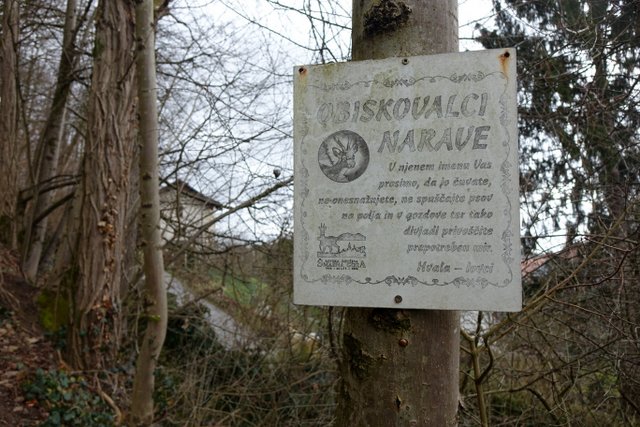 OBISKOVALCI
NARAVE
V njenem imenu Vas
prosimo, da jo čuvate,
ne onesnažujete, ne spuščajte psov
na polja in v gozdove ter tako
divjadi privoščite
prepotreben mir.
Hvala – lovci